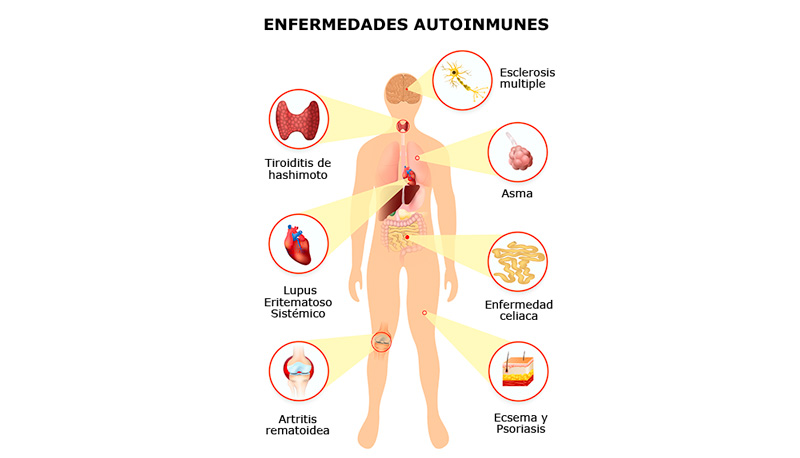 ENFERMEDADES AUTOINMUNES
Esclerosis
multiple
Tiroiditis de
hashimoto
Asma
Lupus
Eritematoso
Sistémico
Enfermedad
celiaca
Artritis
rematoidea
Ecsema y
Psoriasis